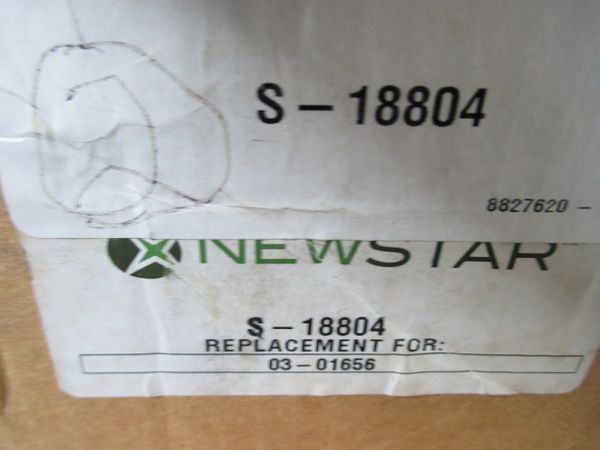 S-18804
8827620 -
NEWSTAR
S-18804
REPLACEMENT FOR:
03-01656